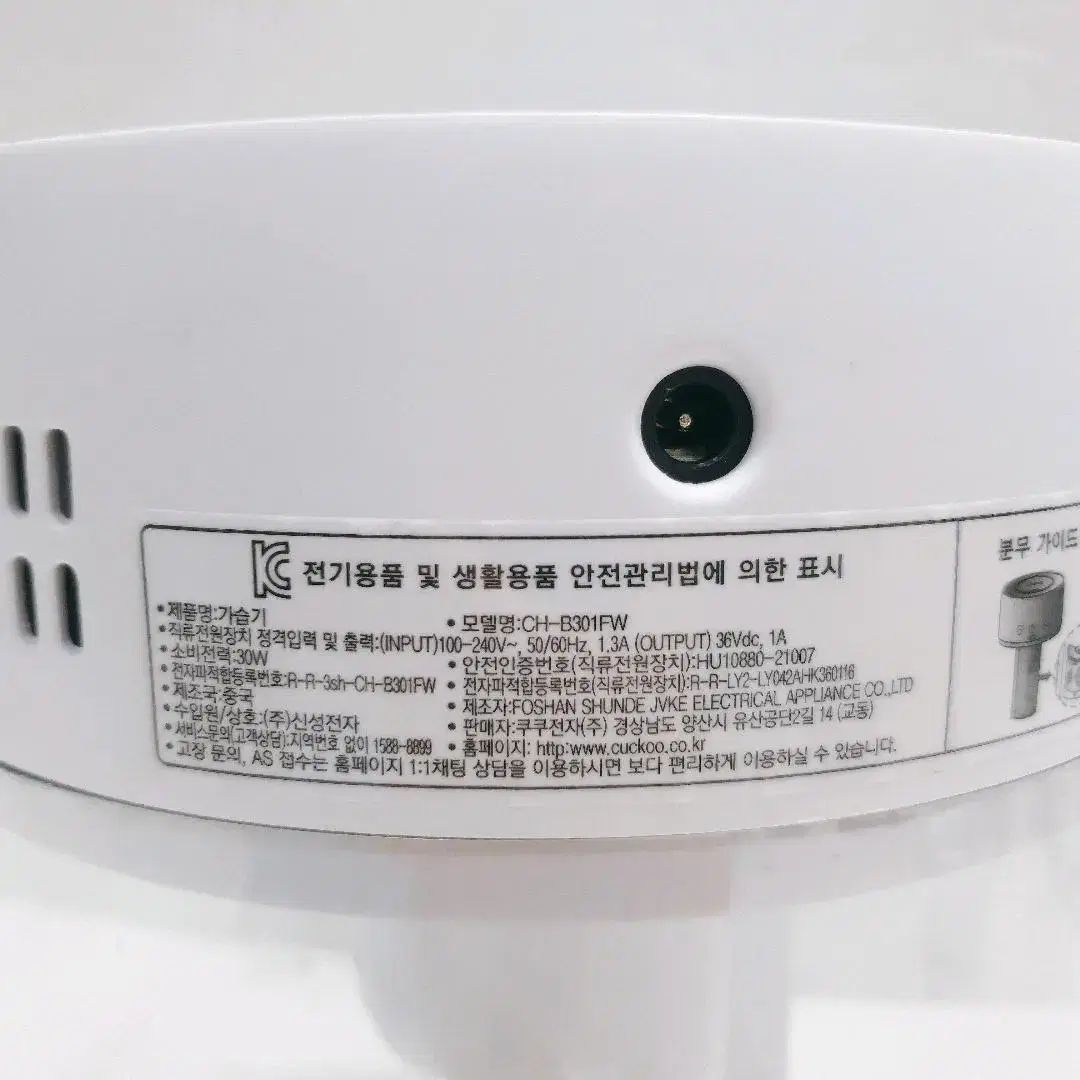 KC 전기용품 및 생활용품 안전관리법에 의한 표시
•제품명:가습기 •모델명:CH-B301FW
•직류전원장치 정격입력 및 출력:(INPUT)100-240V~, 50/60Hz, 1.3A (OUTPUT) 36Vdc, 1A
•소비전력:30W •안전인증번호(직류전원장치):HU10880-21007
•전자파적합등록번호:R-R-3sh-CH-B301FW •전자파적합등록번호(직류전원장치):R-R-LY2-LY042AHK360116
•제조국:중국 •제조자:FOSHAN SHUNDE JVKE ELECTRICAL APPLIANCE CO.,LTD
•수입원/상호:(주)신성전자 •판매자:쿠쿠전자(주) 경상남도 양산시 유산공단2길 14 (교동)
•서비스문의(고객상담):지역번호 없이 1588-8899 •홈페이지: http:www.cuckoo.co.kr
•고장 문의, AS 접수는 홈페이지 1:1채팅 상담을 이용하시면 보다 편리하게 이용하실 수 있습니다.
분무 가이드